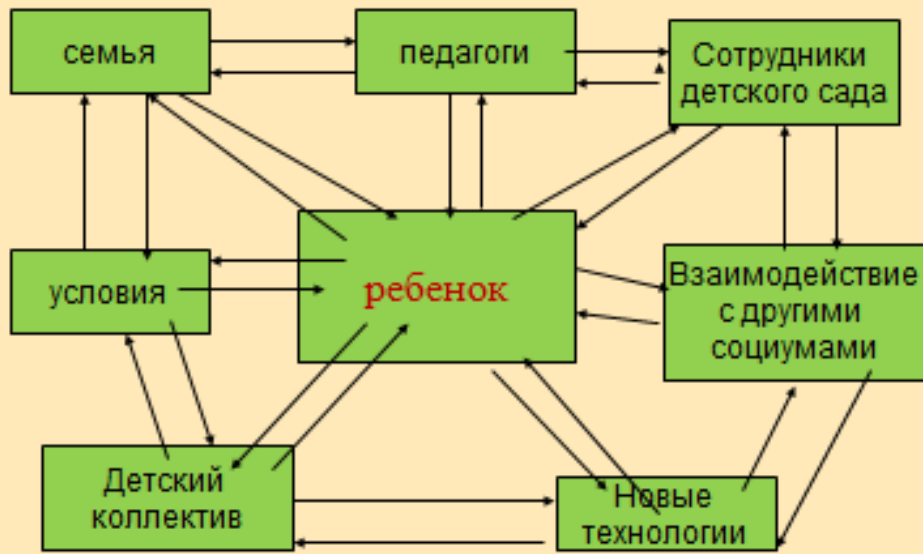 семья
педагоги
Сотрудники
детского сада
условия
ребенок
Взаимодействие
с другими
социумами
Детский
коллектив
Новые
технологии